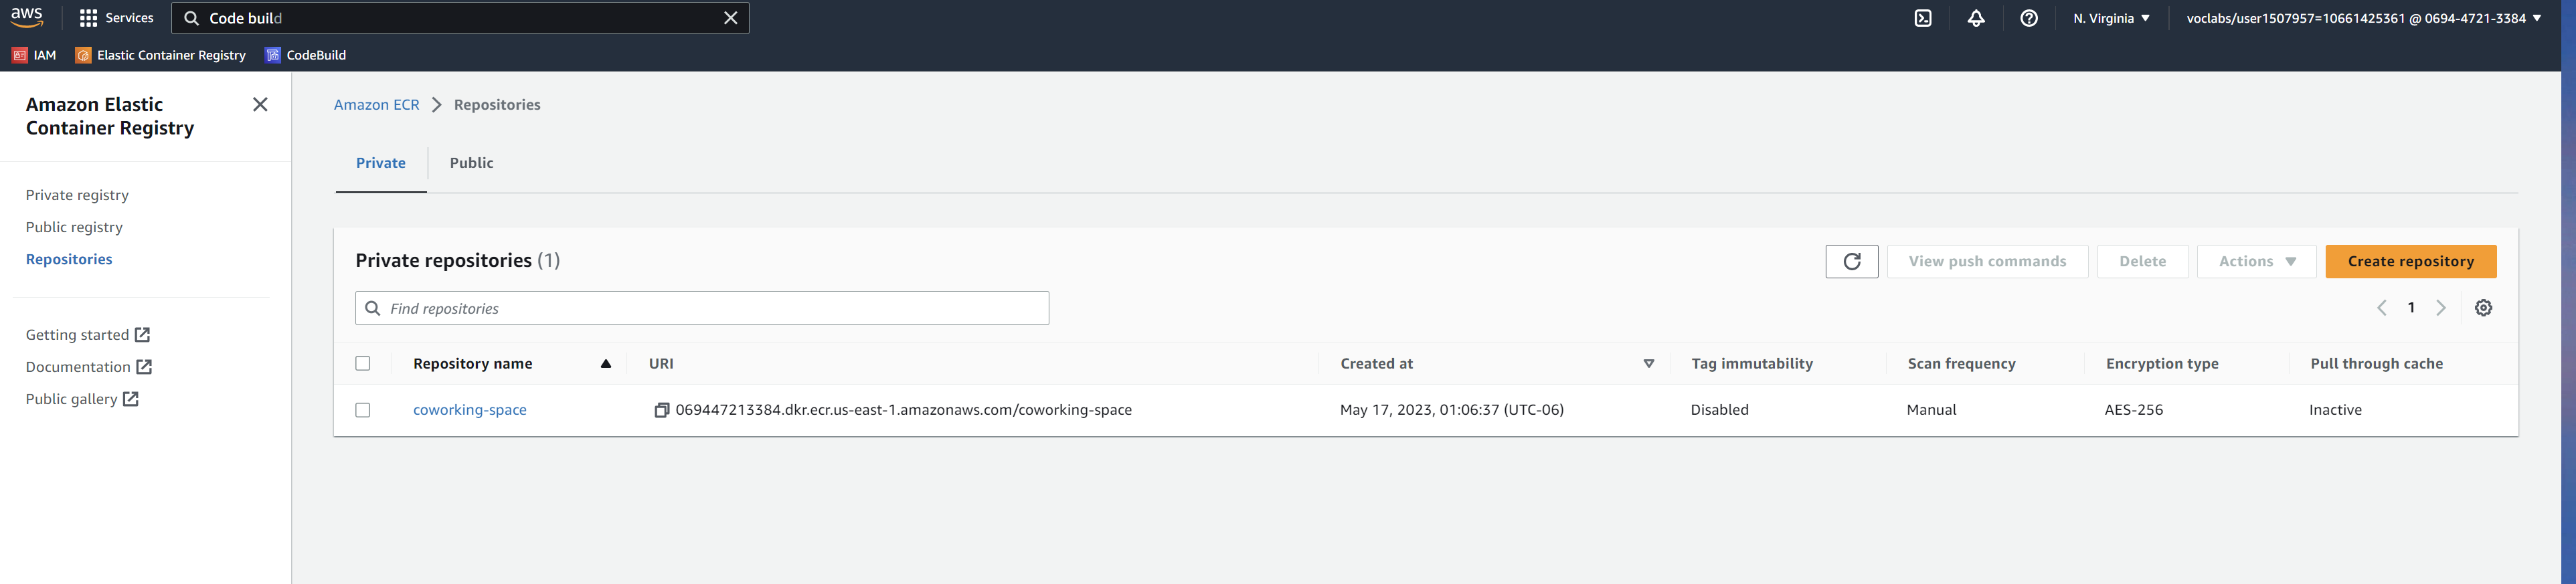 aws Services Code build N. Virginia voclabs/user1507957=10661425361 @ 0694-4721-3384
IAM Elastic Container Registry CodeBuild
Amazon Elastic
Container Registry
Private registry
Public registry
Repositories
Getting started
Documentation
Public gallery
Amazon ECR Repositories
Private Public
Private repositories (1) View push commands Delete Actions Create repository
Find repositories 1
Repository name URI Created at Tag immutability Scan frequency Encryption type Pull through cache
coworking-space 069447213384.dkr.ecr.us-east-1.amazonaws.com/coworking-space May 17, 2023, 01:06:37 (UTC-06) Disabled Manual AES-256 Inactive